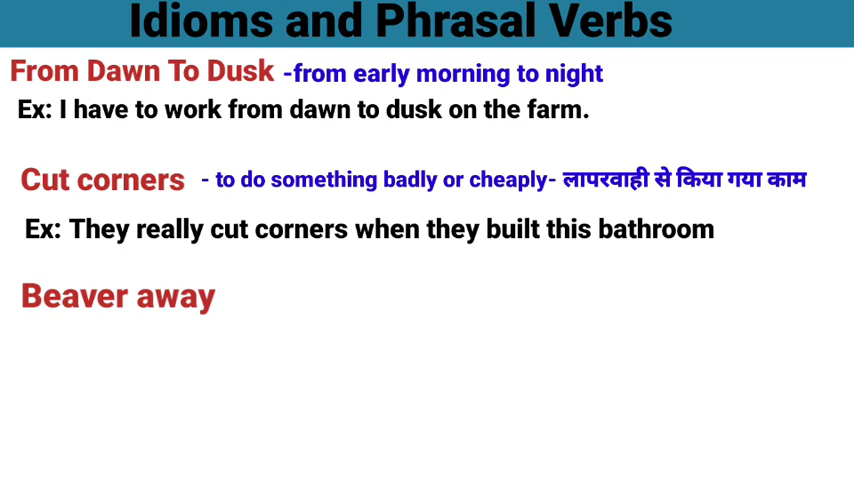 Idioms and Phrasal Verbs
From Dawn To Dusk -from early morning to night
Ex: I have to work from dawn to dusk on the farm.
Cut corners - to do something badly or cheaply- लापरवाही से किया गया काम
Ex: They really cut corners when they built this bathroom
Beaver away